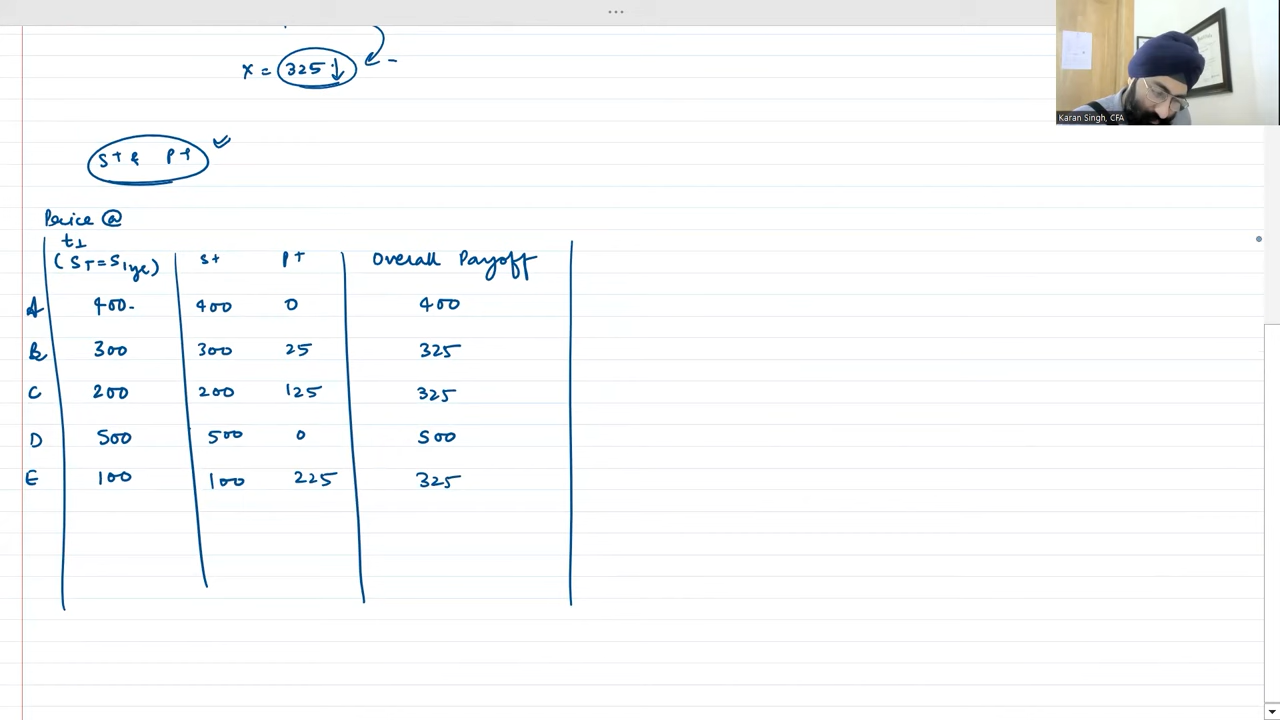 x = 325 ↓
S+ & P+
Price @
t1
(ST = S1ye) S+ P+ Overall Payoff
A 400 400 0 400
B 300 300 25 325
C 200 200 125 325
D 500 500 0 500
E 100 100 225 325
Karan Singh, CFA